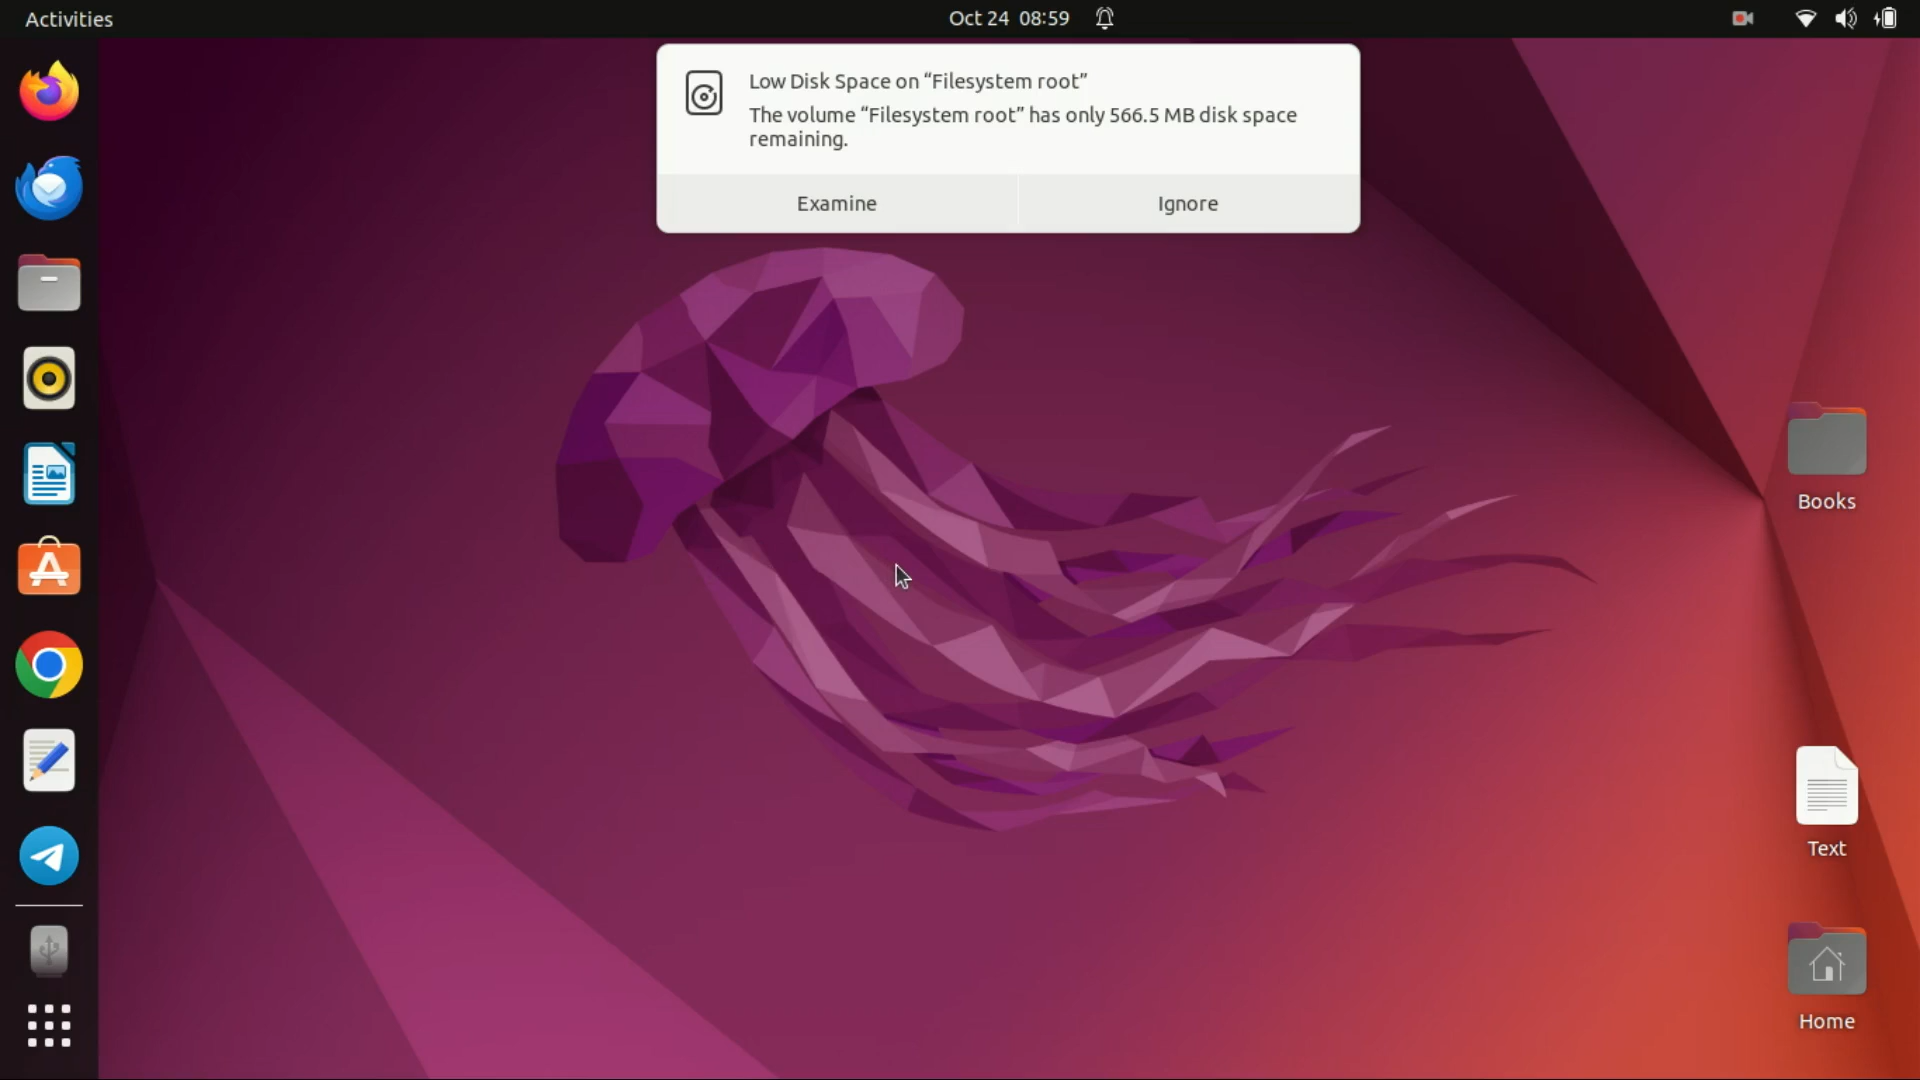 Activities
Oct 24 08:59
Low Disk Space on “Filesystem root”
The volume “Filesystem root” has only 566.5 MB disk space
remaining.
Examine
Ignore
Books
Text
Home